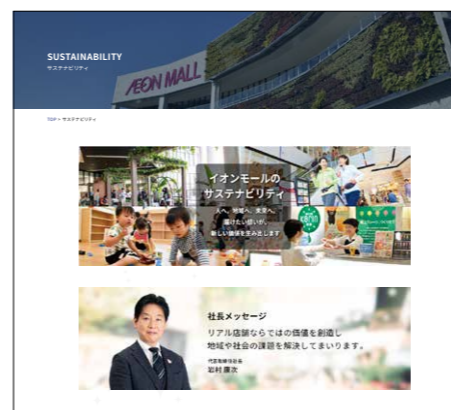 SUSTAINABILITY
サステナビリティ
AEON MALL
TOP > サステナビリティ
イオンモールの
サステナビリティ
人へ、地域へ、未来へ。
届けたい想いが、
新しい価値を生み出します
karin
社長メッセージ
リアル店舗ならではの価値を創造し
地域や社会の課題を解決してまいります。
代表取締役社長
岩村 康次